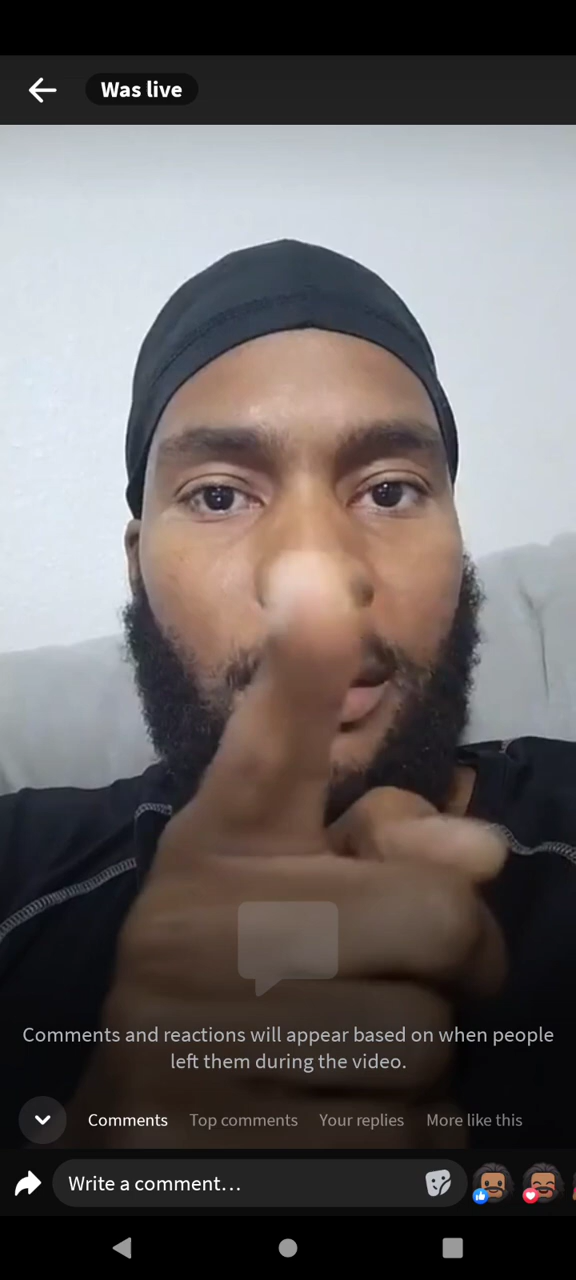 Was live
Comments and reactions will appear based on when people
left them during the video.
Comments Top comments Your replies More like this
Write a comment…